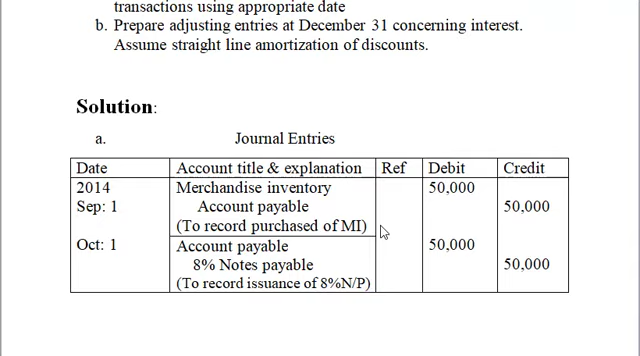 transactions using appropriate date
b. Prepare adjusting entries at December 31 concerning interest.
Assume straight line amortization of discounts.
Solution:
a. Journal Entries
Date Account title & explanation Ref Debit Credit
2014 Merchandise inventory 50,000
Sep: 1 Account payable 50,000
(To record purchased of MI)
Oct: 1 Account payable 50,000
8% Notes payable 50,000
(To record issuance of 8%N/P)